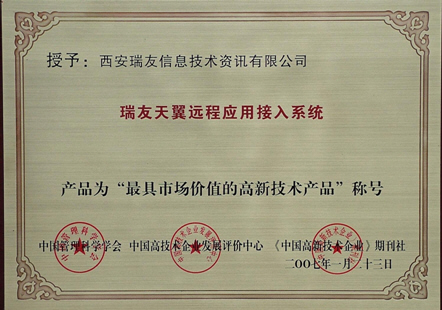 授予：西安瑞友信息技术资讯有限公司
瑞友天翼远程应用接入系统
产品为“最具市场价值的高新技术产品”称号
中国管理科学学会 中国高技术企业发展评价中心 《中国高新技术企业》期刊社
二〇〇七年一月二十三日